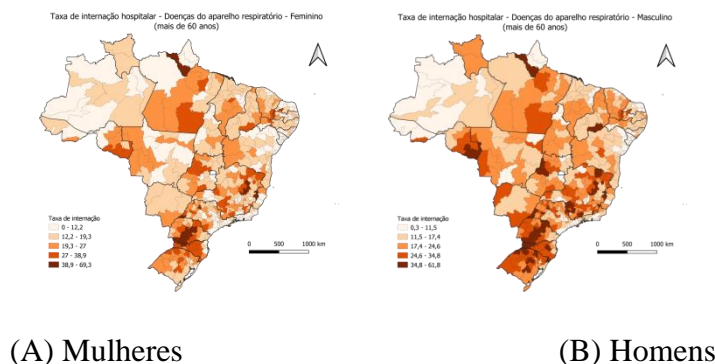 Taxa de internação hospitalar - Doenças do aparelho respiratório - Feminino
(mais de 60 anos)
Taxa de internação
0 - 12,2
12,2 - 19,3
19,3 - 27
27 - 38,9
38,9 - 69,3
0 500 1000 km
Taxa de internação hospitalar - Doenças do aparelho respiratório - Masculino
(mais de 60 anos)
Taxa de internação
0,3 - 11,5
11,5 - 17,4
17,4 - 24,6
24,6 - 34,8
34,8 - 61,8
0 500 1000 km
(A) Mulheres
(B) Homens